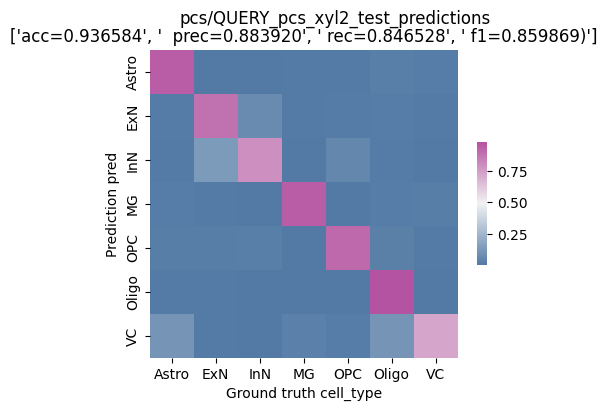 pcs/QUERY_pcs_xyl2_test_predictions
['acc=0.936584', '  prec=0.883920', ' rec=0.846528', ' f1=0.859869)']
Astro
ExN
InN
MG
OPC
Oligo
VC
Prediction pred
0.75
0.50
0.25
Astro ExN InN MG OPC Oligo VC
Ground truth cell_type